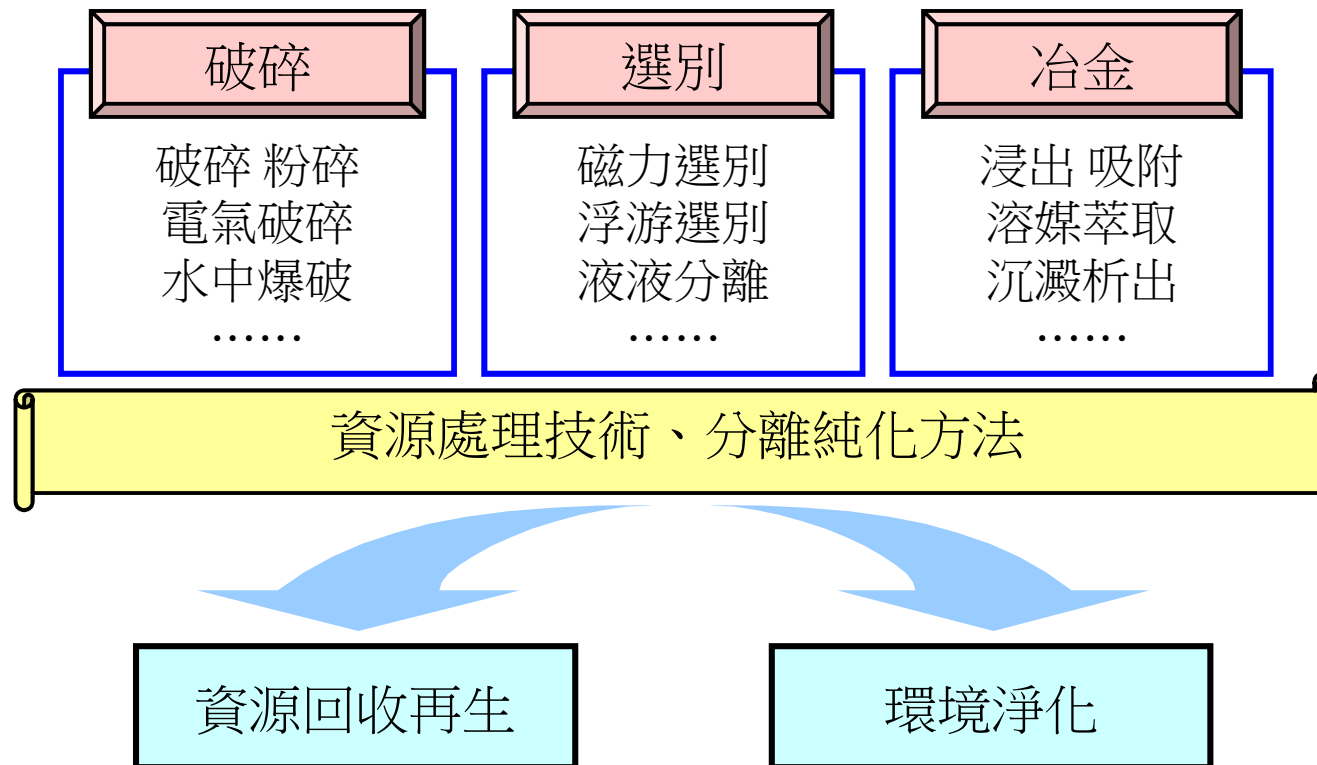 破碎
破碎 粉碎
電氣破碎
水中爆破
……
選別
磁力選別
浮游選別
液液分離
……
冶金
浸出 吸附
溶媒萃取
沉澱析出
……
資源處理技術、分離純化方法
資源回收再生
環境淨化